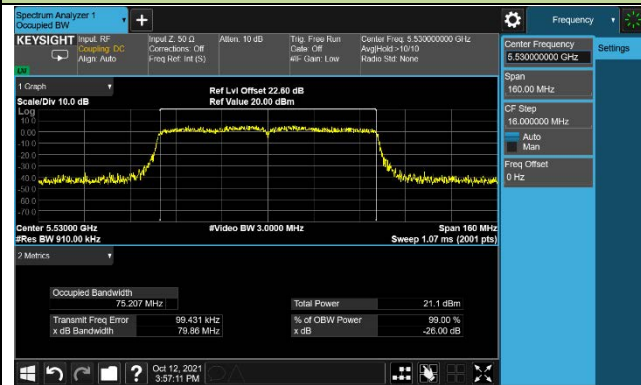 Spectrum Analyzer 1
Occupied BW
Frequency
KEYSIGHT Input: RF Input Z: 50 Ω Atten: 10 dB Trig: Free Run Center Freq: 5.530000000 GHz
Coupling: DC Corrections: Off Gate: Off Avg|Hold:>10/10
Align: Auto Freq Ref: Int (S) #IF Gain: Low Radio Std: None
Center Frequency
5.530000000 GHz
Settings
Span
160.00 MHz
CF Step
16.000000 MHz
Auto
Man
Freq Offset
0 Hz
1 Graph
Scale/Div 10.0 dB
Ref Lvl Offset 22.60 dB
Ref Value 20.00 dBm
Log
10.0
0.00
-10.0
-20.0
-30.0
-40.0
-50.0
-60.0
-70.0
Center 5.53000 GHz #Video BW 3.0000 MHz Span 160 MHz
#Res BW 910.00 kHz Sweep 1.07 ms (2001 pts)
2 Metrics
Occupied Bandwidth
75.207 MHz
Total Power 21.1 dBm
Transmit Freq Error 99.431 kHz % of OBW Power 99.00 %
x dB Bandwidth 79.86 MHz x dB -26.00 dB
Oct 12, 2021
3:57:11 PM